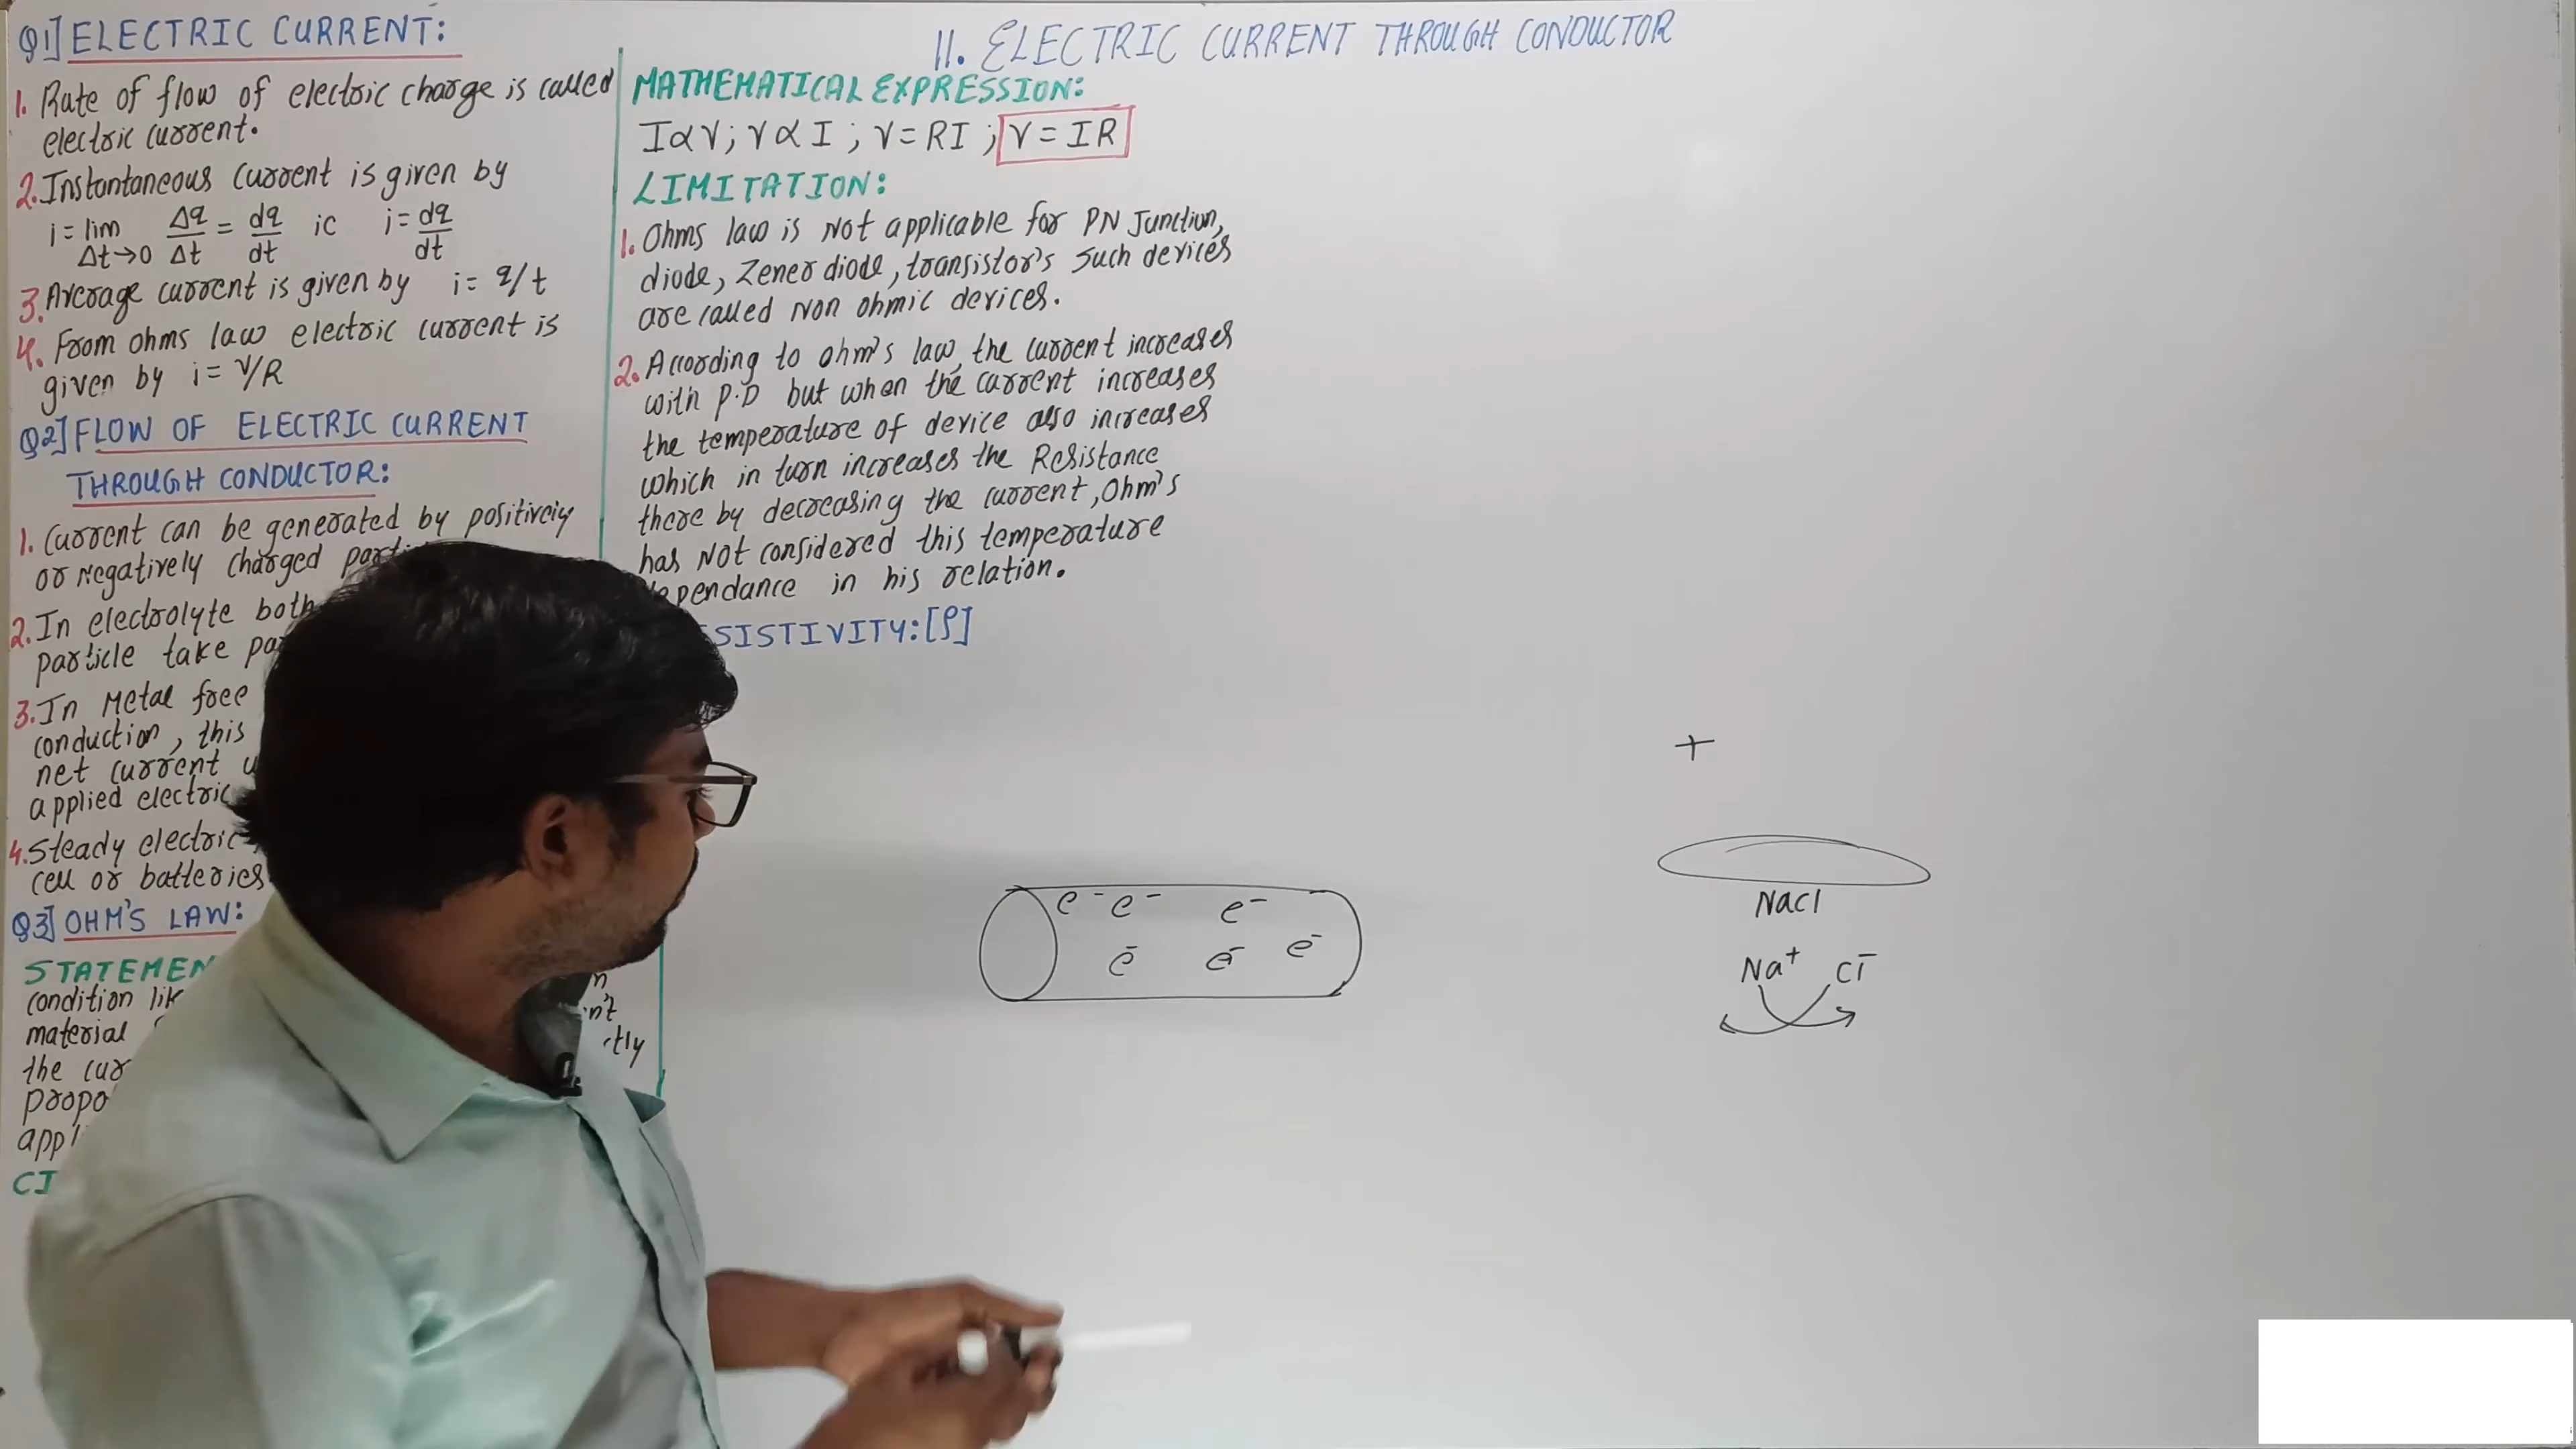 Q1] ELECTRIC CURRENT:
1. Rate of flow of electric charge is called
electric current.
2. Instantaneous current is given by
i = lim Δq/Δt = dq/dt ie i = dq/dt
Δt→0
3. Average current is given by i = q/t
4. From ohms law electric current is
given by i = V/R
Q2] FLOW OF ELECTRIC CURRENT
THROUGH CONDUCTOR:
1. Current can be generated by positively
or Negatively charged
2. In electrolyte both
particle take
3. In Metal free
conduction, this
net current
applied electric
4. Steady electric
cell or batteries
Q3] OHM'S LAW:
condition
material
the
II. ELECTRIC CURRENT THROUGH CONDUCTOR
MATHEMATICAL EXPRESSION:
I ∝ V; V ∝ I ; V = RI ; V = IR
LIMITATION:
1. Ohms law is Not applicable for PN Junction,
diode, Zener diode, transistor's Such devices
are called Non ohmic devices.
2. According to ohm's law, the current increases
with P.D but when the current increases
the temperature of device also increases
which in turn increases the Resistance
there by decreasing the current, Ohm's
has Not considered this temperature
pendance in his relation.
SISTIVITY: [ρ]
+
e⁻ e⁻ e⁻
e⁻ e⁻ e⁻
NaCl
Na⁺ Cl⁻